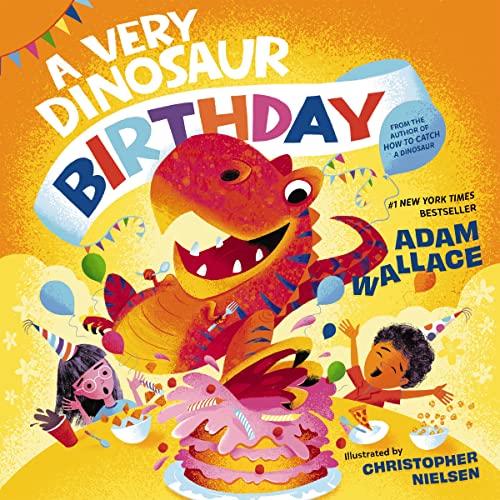 A VERY
DINOSAUR
BIRTHDAY
FROM THE
AUTHOR OF
HOW TO CATCH
A DINOSAUR
#1 NEW YORK TIMES
BESTSELLER
ADAM
WALLACE
Illustrated by
CHRISTOPHER
NIELSEN